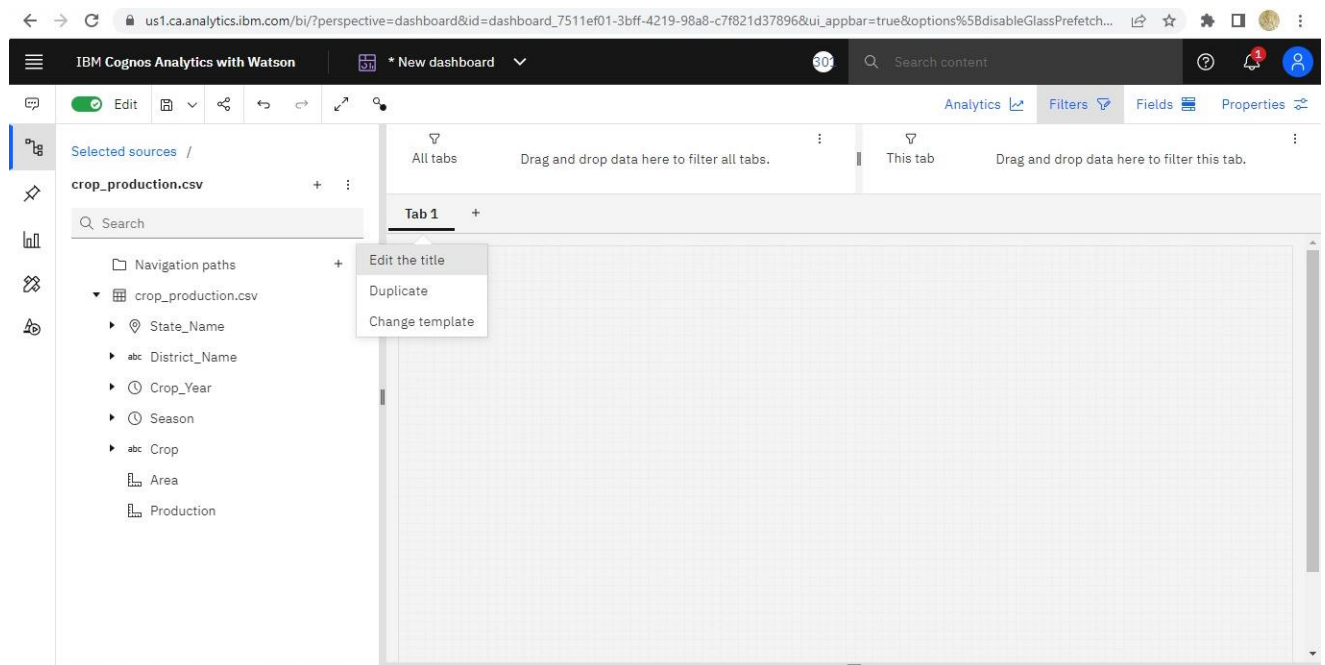 us1.ca.analytics.ibm.com/bi/?perspective=dashboard&id=dashboard_7511ef01-3bff-4219-98a8-c7f821d37896&ui_appbar=true&options%5BdisableGlassPrefetch...
IBM Cognos Analytics with Watson * New dashboard Search content 1
Edit Analytics Filters Fields Properties
Selected sources /
All tabs Drag and drop data here to filter all tabs. This tab Drag and drop data here to filter this tab.
crop_production.csv
Tab 1
Search
Navigation paths
Edit the title
Duplicate
Change template
crop_production.csv
State_Name
abc District_Name
Crop_Year
Season
abc Crop
Area
Production